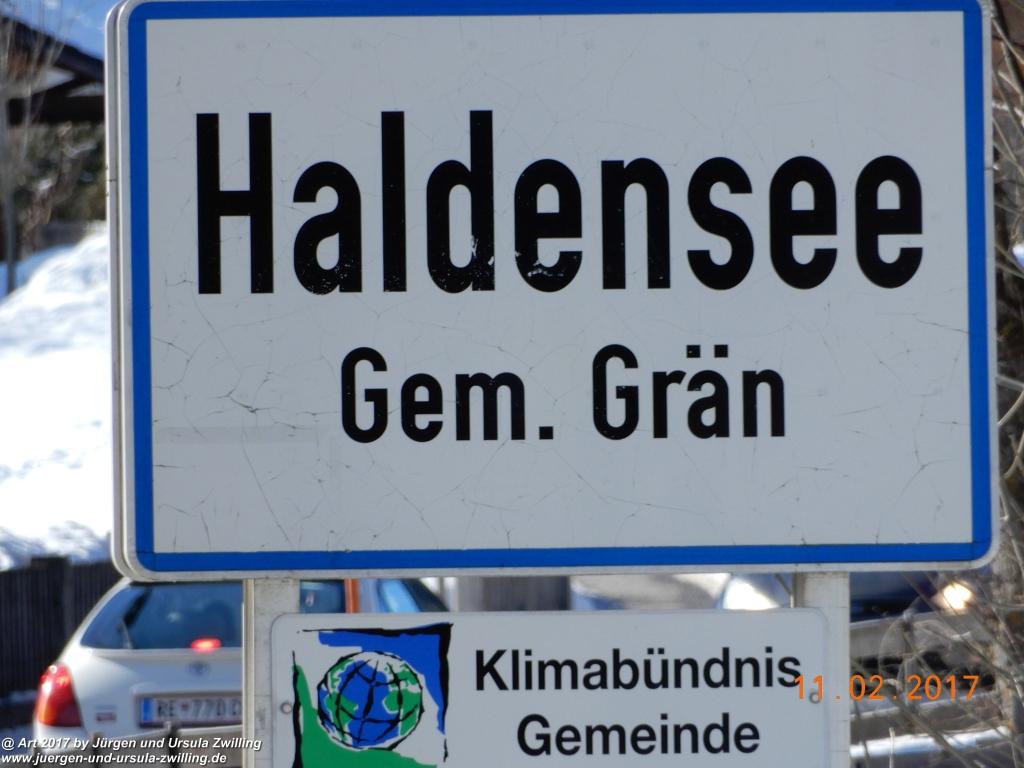 Haldensee
Gem. Grän
Klimabündnis
Gemeinde
11.02.2017
@ Art 2017 by Jürgen und Ursula Zwilling
www.juergen-und-ursula-zwilling.de